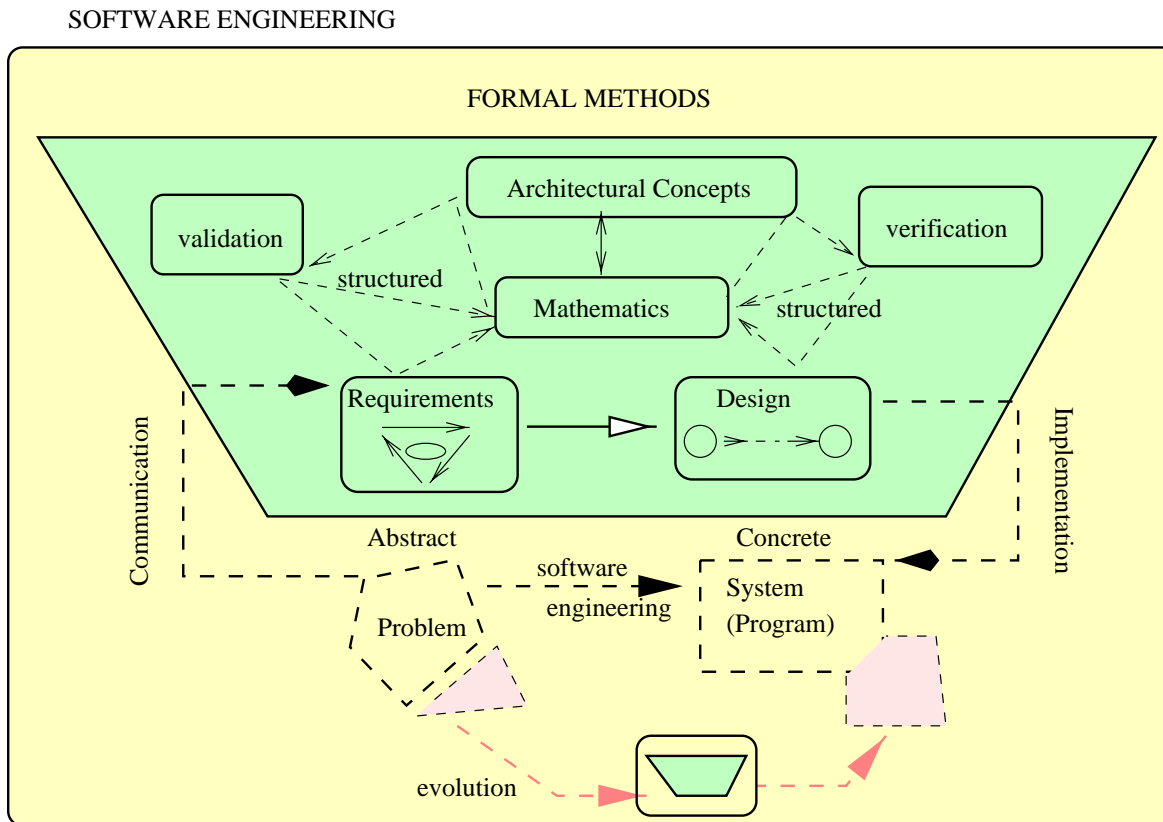 SOFTWARE ENGINEERING
FORMAL METHODS
Architectural Concepts
validation
verification
structured
Mathematics
structured
Requirements
Design
Communication
Implementation
Abstract
Concrete
software
engineering
Problem
System
(Program)
evolution